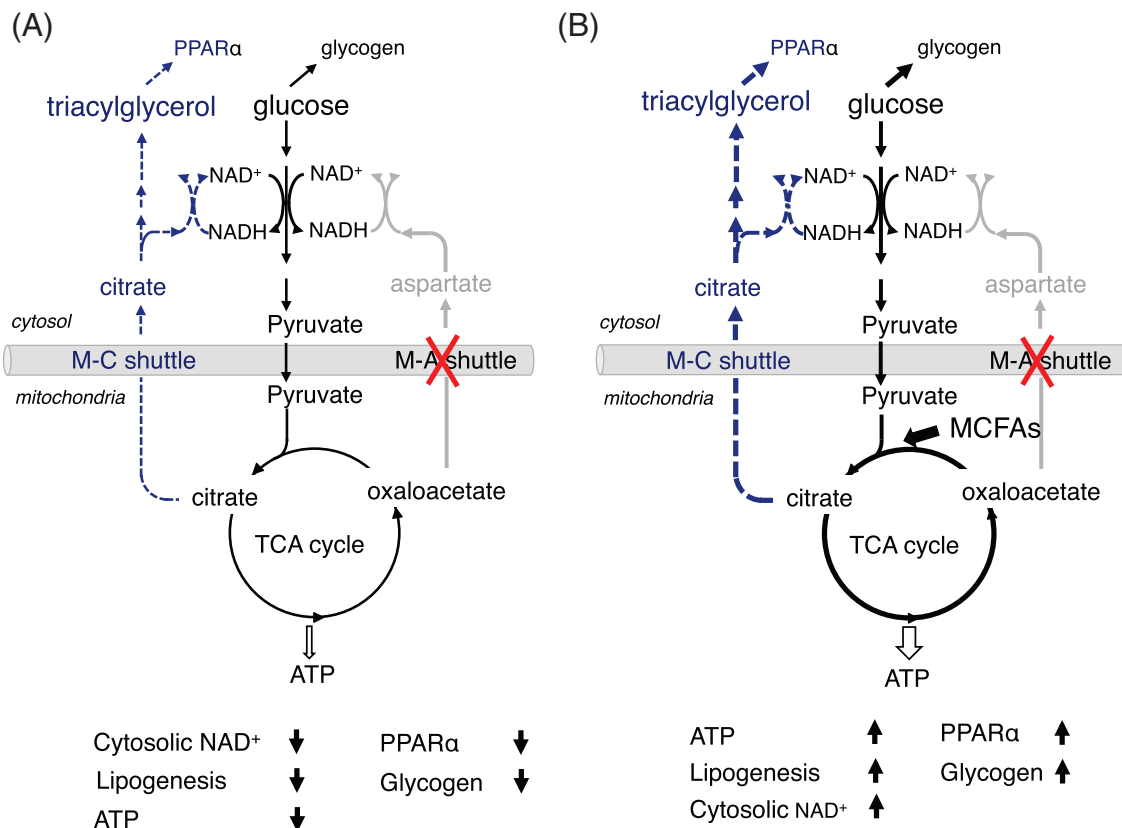 (A)
PPARα
glycogen
triacylglycerol
glucose
NAD+
NAD+
NADH
NADH
citrate
aspartate
cytosol
Pyruvate
M-C shuttle
M-A shuttle
mitochondria
Pyruvate
citrate
oxaloacetate
TCA cycle
ATP
Cytosolic NAD+
PPARα
Lipogenesis
Glycogen
ATP
(B)
PPARα
glycogen
triacylglycerol
glucose
NAD+
NAD+
NADH
NADH
citrate
aspartate
cytosol
Pyruvate
M-C shuttle
M-A shuttle
mitochondria
Pyruvate
MCFAs
citrate
oxaloacetate
TCA cycle
ATP
ATP
PPARα
Lipogenesis
Glycogen
Cytosolic NAD+